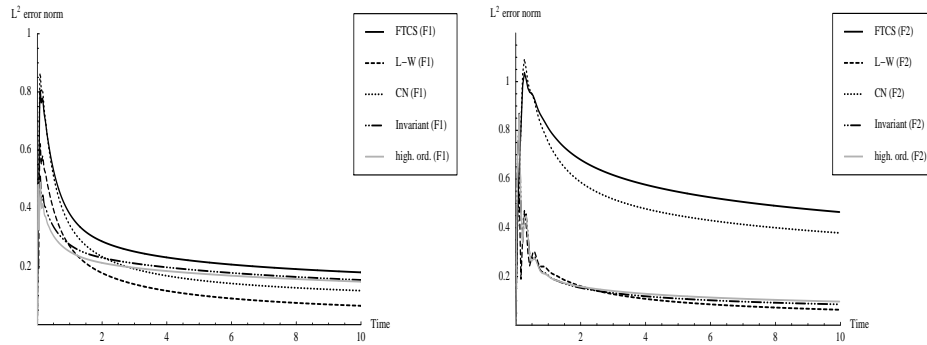 L² error norm
1
0.8
0.6
0.4
0.2
2
4
6
8
10
Time
FTCS (F1)
L−W (F1)
CN (F1)
Invariant (F1)
high. ord. (F1)
L² error norm
1
0.8
0.6
0.4
0.2
2
4
6
8
10
Time
FTCS (F2)
L−W (F2)
CN (F2)
Invariant (F2)
high. ord. (F2)